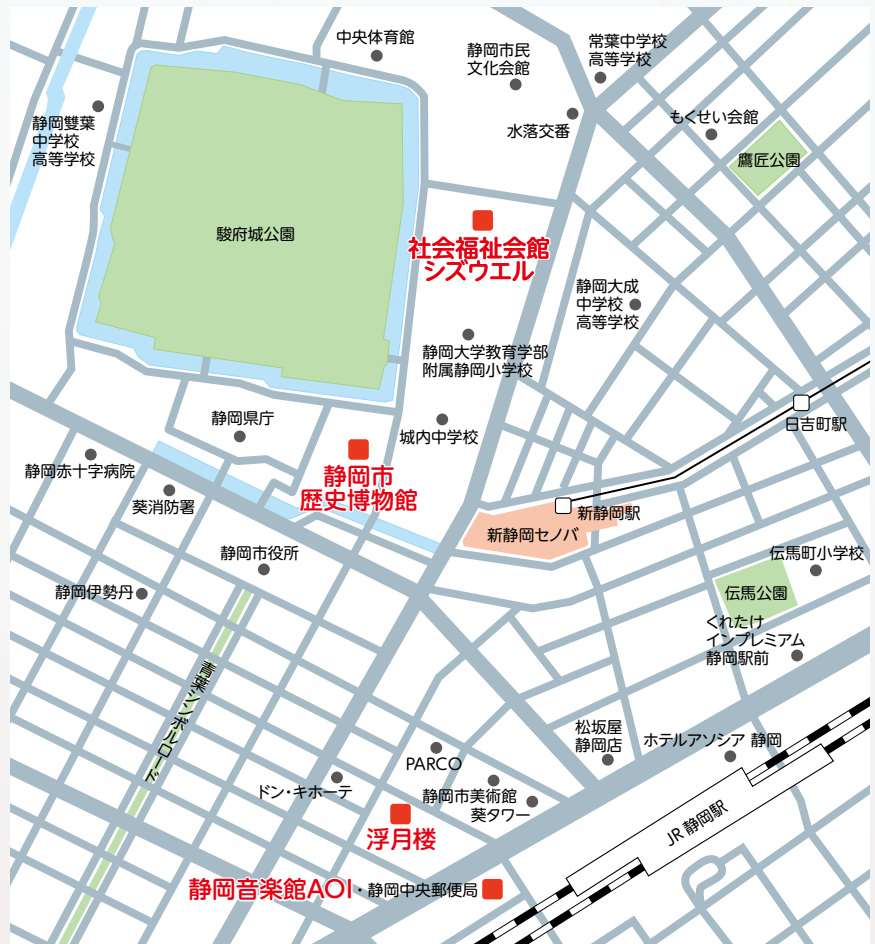 中央体育館
静岡市民
文化会館
常葉中学校
高等学校
水落交番
もくせい会館
鷹匠公園
静岡雙葉
中学校
高等学校
駿府城公園
社会福祉会館
シズウエル
静岡大成
中学校
高等学校
静岡大学教育学部
附属静岡小学校
日吉町駅
静岡県庁
城内中学校
静岡赤十字病院
静岡市
歴史博物館
葵消防署
新静岡駅
新静岡セノバ
静岡市役所
伝馬町小学校
静岡伊勢丹
伝馬公園
くれたけ
インプレミアム
静岡駅前
青葉シンボルロード
松坂屋
静岡店
ホテルアソシア 静岡
PARCO
ドン・キホーテ
静岡市美術館
葵タワー
JR 静岡駅
浮月楼
静岡音楽館AOI・静岡中央郵便局